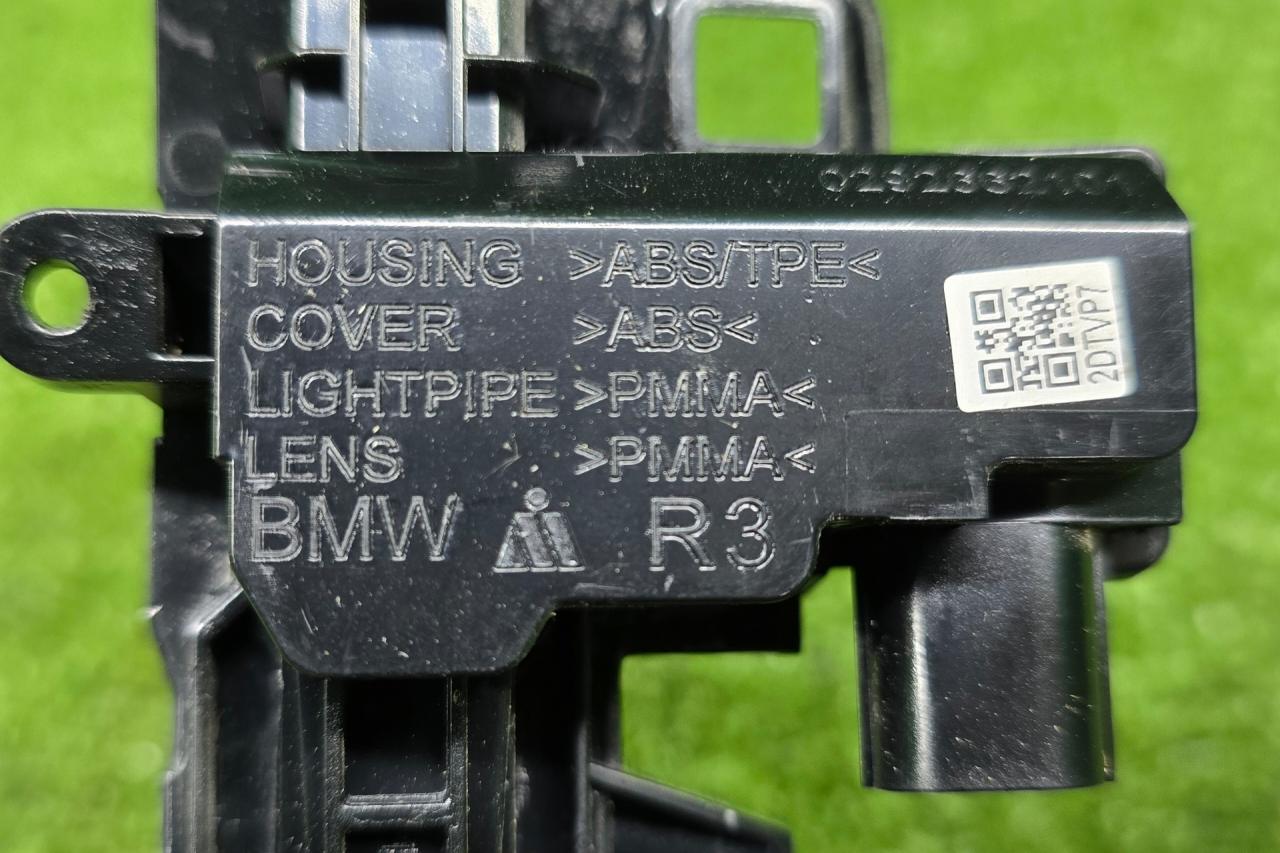 HOUSING >ABS/TPE<
COVER >ABS<
LIGHTPIPE >PMMA<
LENS >PMMA<
BMW R3
2DTVP7